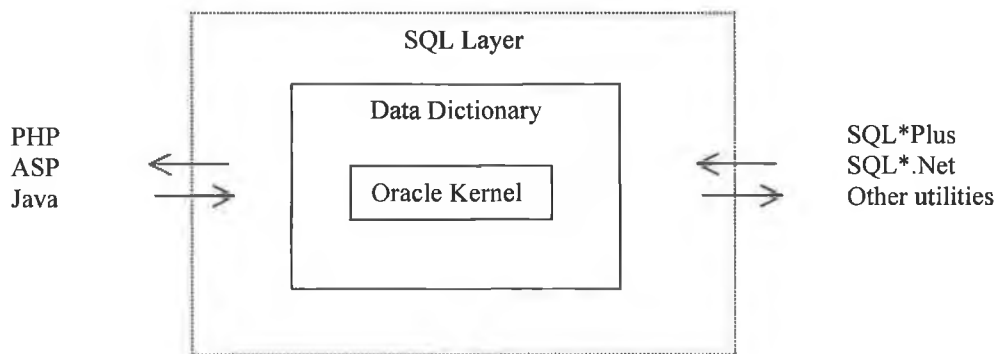 SQL Layer
Data Dictionary
Oracle Kernel
PHP
ASP
Java
SQL*Plus
SQL*.Net
Other utilities